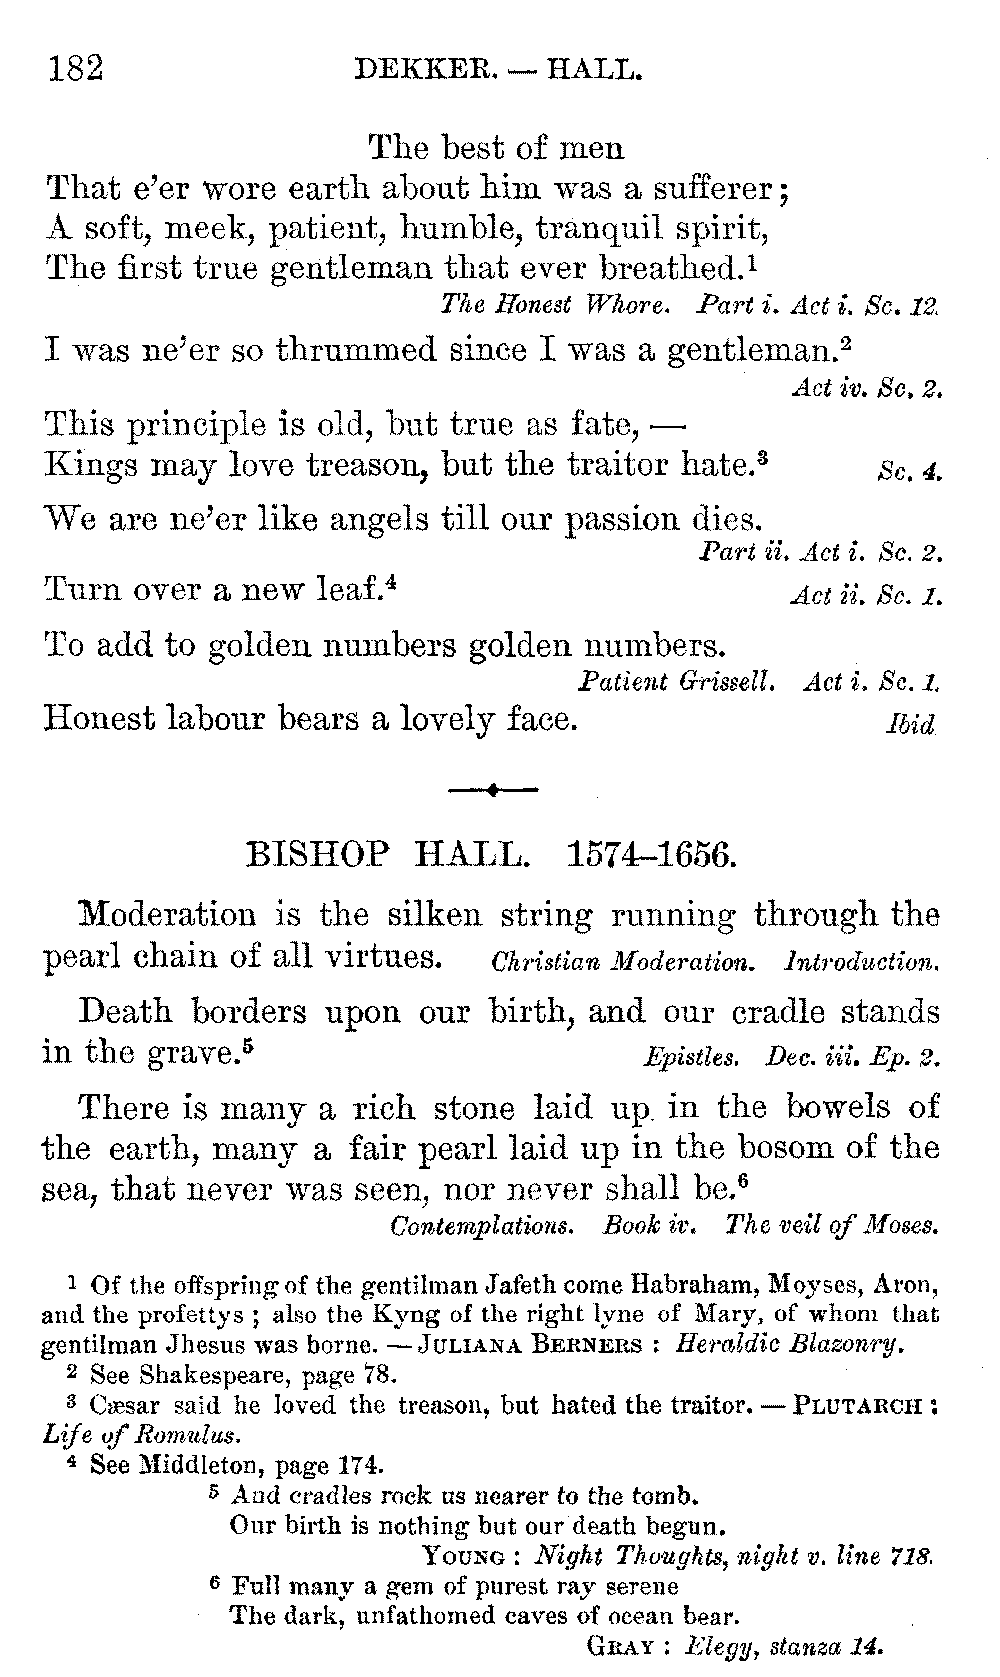 182 DEKKER. — HALL.
The best of men
That e'er wore earth about him was a sufferer;
A soft, meek, patient, humble, tranquil spirit,
The first true gentleman that ever breathed.¹
The Honest Whore. Part i. Act i. Sc. 12.
I was ne'er so thrummed since I was a gentleman.²
Act iv. Sc. 2.
This principle is old, but true as fate, —
Kings may love treason, but the traitor hate.³ Sc. 4.
We are ne'er like angels till our passion dies.
Part ii. Act i. Sc. 2.
Turn over a new leaf.⁴ Act ii. Sc. 1.
To add to golden numbers golden numbers.
Patient Grissell. Act i. Sc. 1.
Honest labour bears a lovely face. Ibid
BISHOP HALL. 1574–1656.
Moderation is the silken string running through the
pearl chain of all virtues. Christian Moderation. Introduction.
Death borders upon our birth, and our cradle stands
in the grave.⁵ Epistles. Dec. iii. Ep. 2.
There is many a rich stone laid up in the bowels of
the earth, many a fair pearl laid up in the bosom of the
sea, that never was seen, nor never shall be.⁶
Contemplations. Book iv. The veil of Moses.
¹ Of the offspring of the gentilman Jafeth come Habraham, Moyses, Aron,
and the profettys; also the Kyng of the right lyne of Mary, of whom that
gentilman Jhesus was borne. — JULIANA BERNERS: Heraldic Blazonry.
² See Shakespeare, page 78.
³ Cæsar said he loved the treason, but hated the traitor. — PLUTARCH:
Life of Romulus.
⁴ See Middleton, page 174.
⁵ And cradles rock us nearer to the tomb.
Our birth is nothing but our death begun.
YOUNG: Night Thoughts, night v. line 718.
⁶ Full many a gem of purest ray serene
The dark, unfathomed caves of ocean bear.
GRAY: Elegy, stanza 14.